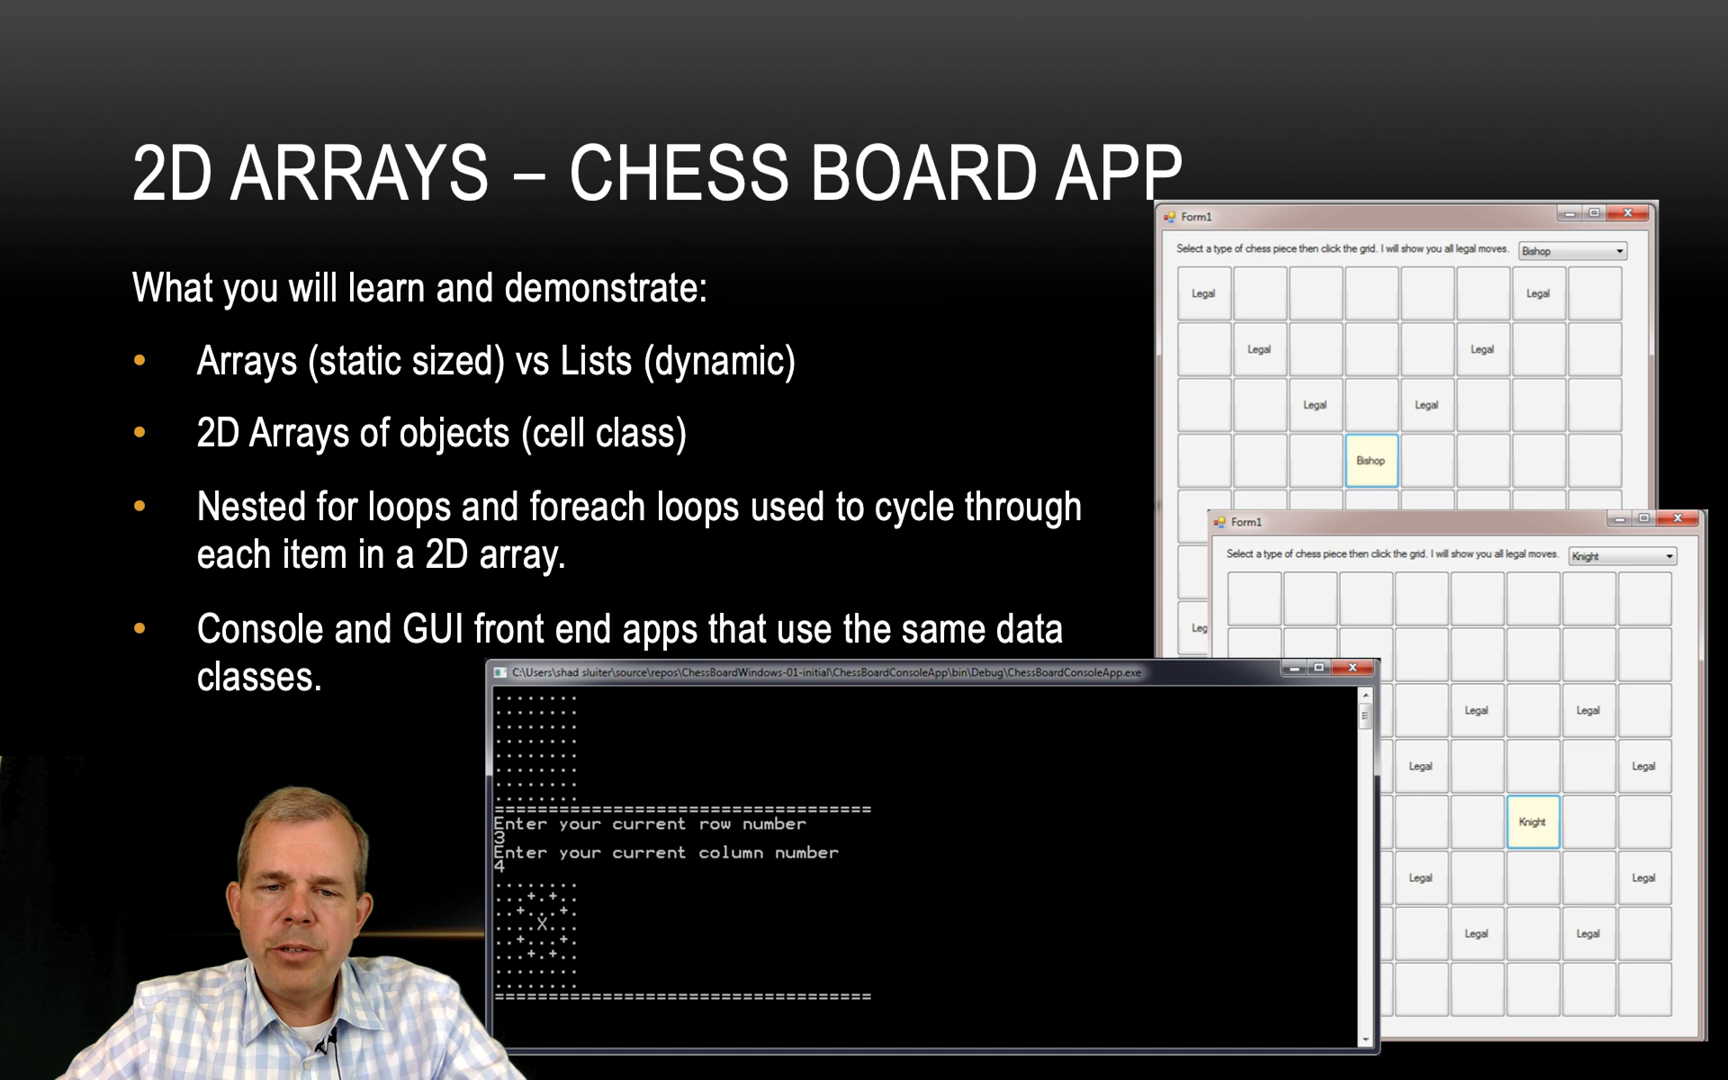 2D ARRAYS – CHESS BOARD APP
What you will learn and demonstrate:
• Arrays (static sized) vs Lists (dynamic)
• 2D Arrays of objects (cell class)
• Nested for loops and foreach loops used to cycle through
each item in a 2D array.
• Console and GUI front end apps that use the same data
classes.
Form1
Select a type of chess piece then click the grid. I will show you all legal moves. Bishop
Legal Legal
Legal Legal
Legal Legal
Bishop
Form1
Select a type of chess piece then click the grid. I will show you all legal moves. Knight
Legal Legal
Legal Legal
Knight
Legal Legal
Legal Legal
C:\Users\shad sluiter\source\repos\ChessBoardWindows-01-initial\ChessBoardConsoleApp\bin\Debug\ChessBoardConsoleApp.exe
........
........
........
........
........
........
........
........
===================================
Enter your current row number
3
Enter your current column number
4
........
...+.+..
..+...+.
....X...
..+...+.
...+.+..
........
........
===================================